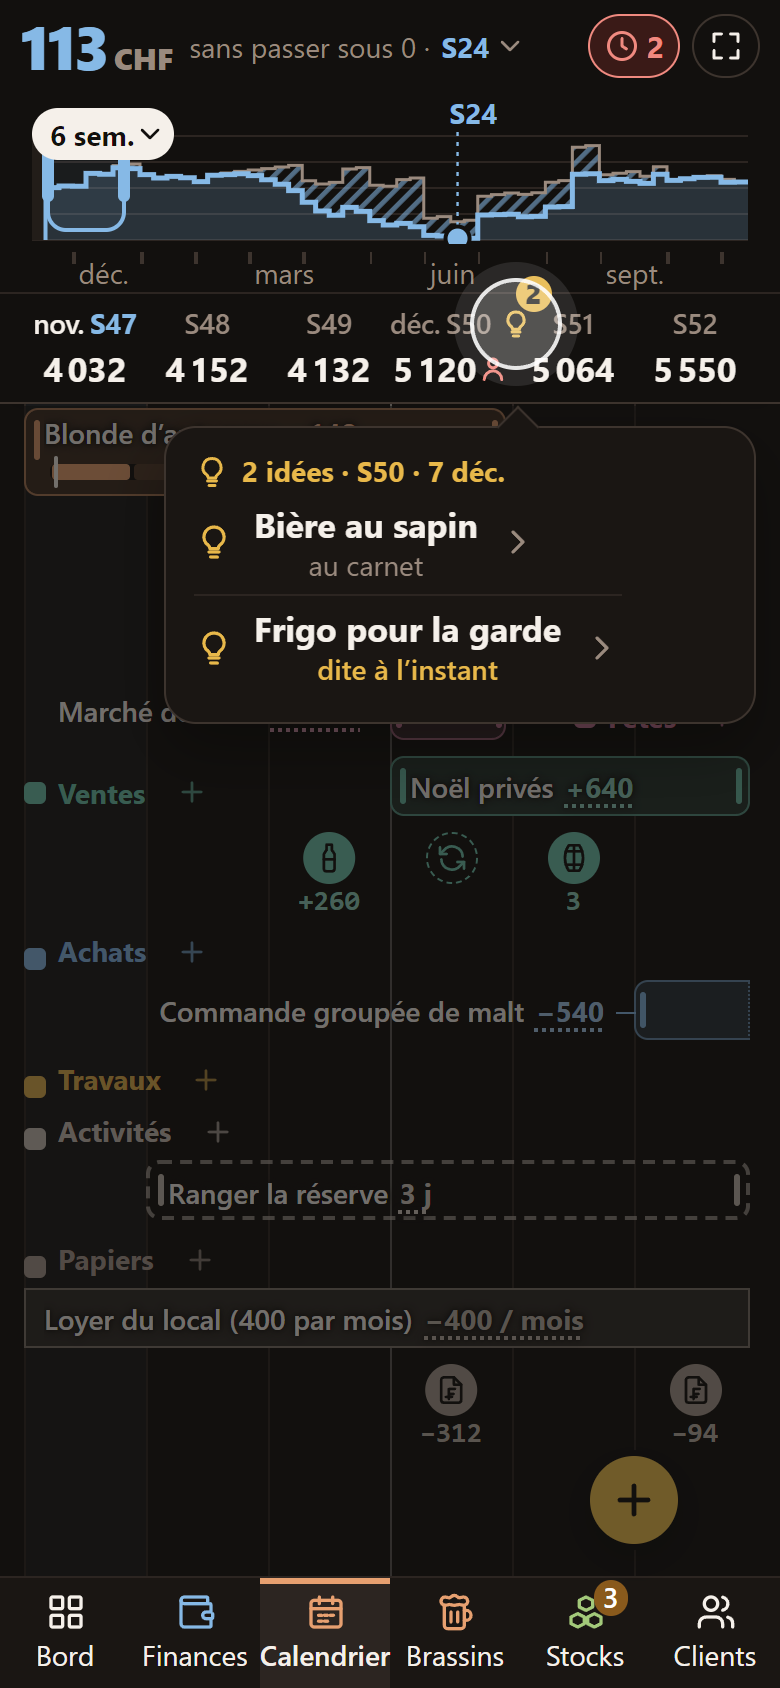 113 CHF sans passer sous 0 · S24
2
S24
6 sem.
déc. mars juin sept.
2
nov. S47 S48 S49 déc. S50 S51 S52
4 032 4 152 4 132 5 120 5 064 5 550
Blonde d’a
2 idées · S50 · 7 déc.
Bière au sapin
au carnet
Frigo pour la garde
dite à l’instant
Marché d
Ventes +
Noël privés +640
+260 3
Achats +
Commande groupée de malt −540
Travaux +
Activités +
Ranger la réserve 3 j
Papiers +
Loyer du local (400 par mois) −400 / mois
−312 −94
+
3
Bord Finances Calendrier Brassins Stocks Clients